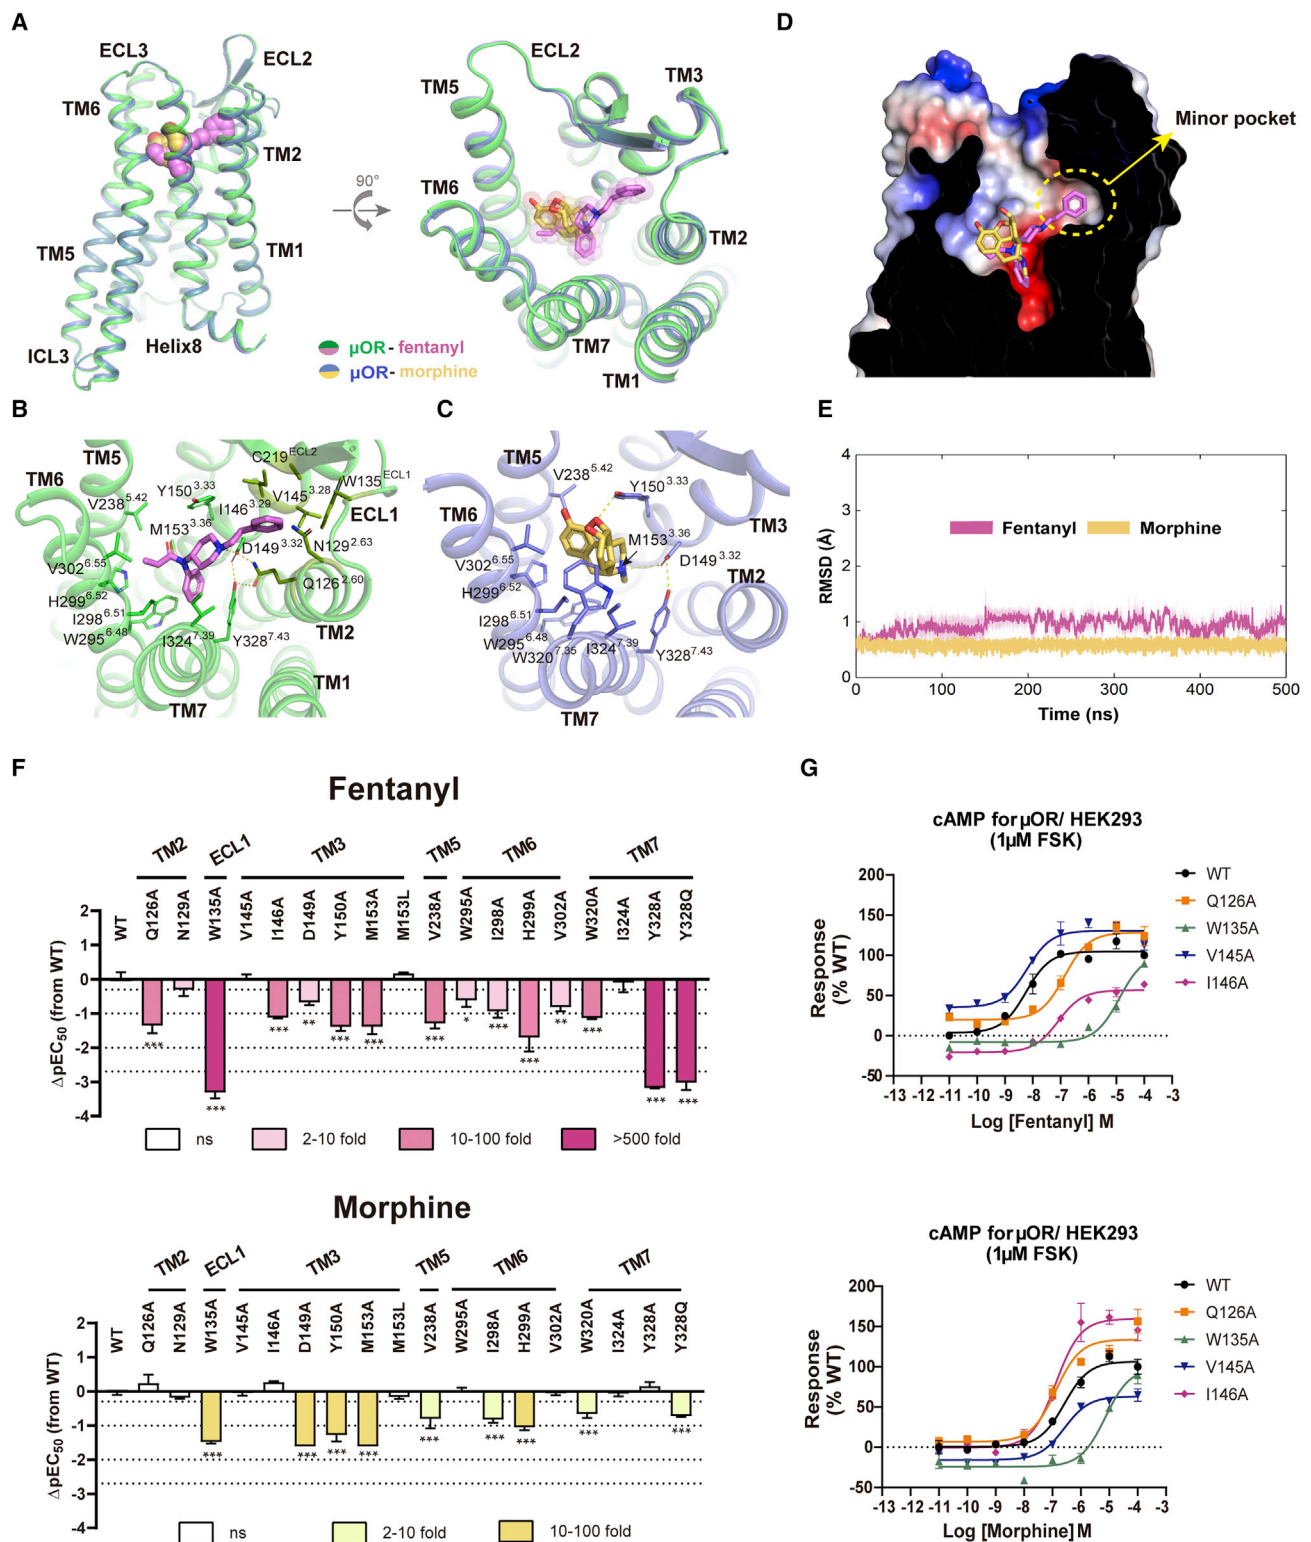 A
ECL3
ECL2
TM6
TM2
TM5
TM1
ICL3
Helix8
90°
ECL2
TM5
TM3
TM6
TM2
TM7
TM1
µOR-fentanyl
µOR-morphine
D
Minor pocket
B
C219ECL2
TM5
TM6
W135ECL1
Y1503.33
V2385.42
V1453.28
I1463.29
ECL1
M1533.36
D1493.32
N1292.63
V3026.55
Q1262.60
H2996.52
I2986.51
TM2
W2956.48
I3247.39
Y3287.43
TM1
TM7
C
TM5
V2385.42
Y1503.33
TM6
TM3
M1533.36
D1493.32
V3026.55
TM2
H2996.52
I2986.51
W2956.48
W3207.35
I3247.39
Y3287.43
TM7
E
RMSD (Å)
4
3
2
1
0
Fentanyl
Morphine
0
100
200
300
400
500
Time (ns)
F
Fentanyl
TM2
ECL1
TM3
TM5
TM6
TM7
WT
Q126A
N129A
W135A
V145A
I146A
D149A
Y150A
M153A
M153L
V238A
W295A
I298A
H299A
V302A
W320A
I324A
Y328A
Y328Q
ΔpEC50 (from WT)
2
1
0
-1
-2
-3
-4
***
***
***
**
***
***
***
*
***
***
**
***
***
***
ns
2-10 fold
10-100 fold
>500 fold
Morphine
TM2
ECL1
TM3
TM5
TM6
TM7
WT
Q126A
N129A
W135A
V145A
I146A
D149A
Y150A
M153A
M153L
V238A
W295A
I298A
H299A
V302A
W320A
I324A
Y328A
Y328Q
ΔpEC50 (from WT)
2
1
0
-1
-2
-3
-4
***
***
***
***
***
***
***
***
***
ns
2-10 fold
10-100 fold
G
cAMP for µOR/ HEK293
(1µM FSK)
Response
(% WT)
200
150
100
50
0
-50
-13 -12 -11 -10 -9 -8 -7 -6 -5 -4 -3
Log [Fentanyl] M
WT
Q126A
W135A
V145A
I146A
cAMP for µOR/ HEK293
(1µM FSK)
Response
(% WT)
200
150
100
50
0
-50
-13 -12 -11 -10 -9 -8 -7 -6 -5 -4 -3
Log [Morphine] M
WT
Q126A
W135A
V145A
I146A